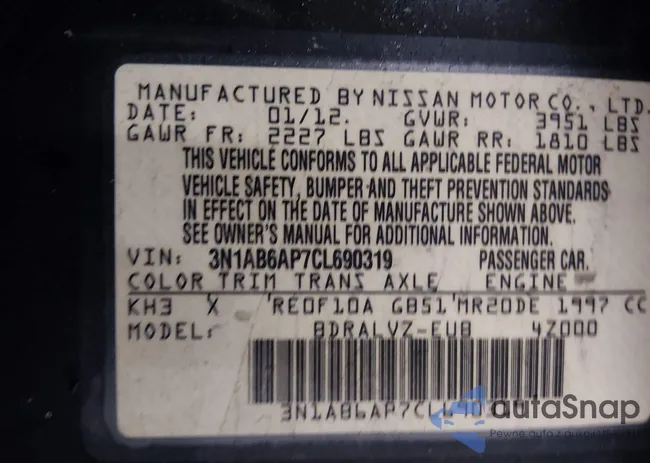 MANUFACTURED BY NISSAN MOTOR CO., LTD.
DATE: 01/12. GVWR: 3951 LBS
GAWR FR: 2227 LBS GAWR RR: 1810 LBS
THIS VEHICLE CONFORMS TO ALL APPLICABLE FEDERAL MOTOR
VEHICLE SAFETY, BUMPER AND THEFT PREVENTION STANDARDS
IN EFFECT ON THE DATE OF MANUFACTURE SHOWN ABOVE.
SEE OWNER'S MANUAL FOR ADDITIONAL INFORMATION.
VIN: 3N1AB6AP7CL690319 PASSENGER CAR.
COLOR TRIM TRANS AXLE ENGINE
KH3 X RE0F10A GB51 MR20DE 1997 CC
MODEL: BDRALVZ-EUB 4Z000
autoSnap
Pewne auto z